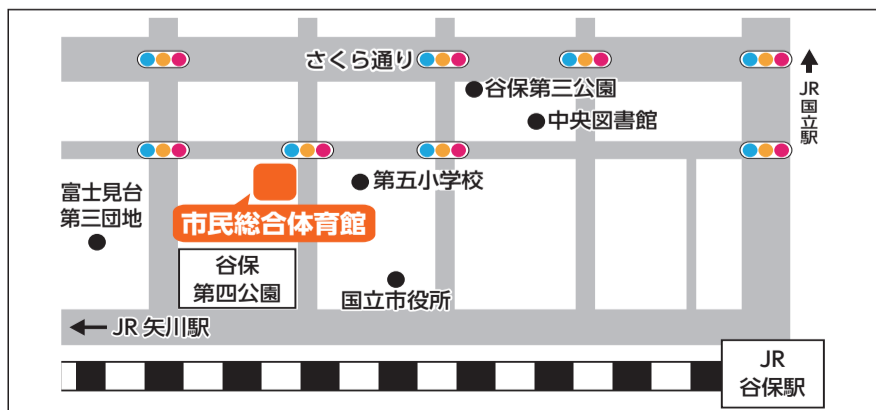 さくら通り
谷保第三公園
中央図書館
JR国立駅
第五小学校
富士見台
第三団地
市民総合体育館
谷保
第四公園
国立市役所
JR 矢川駅
JR
谷保駅